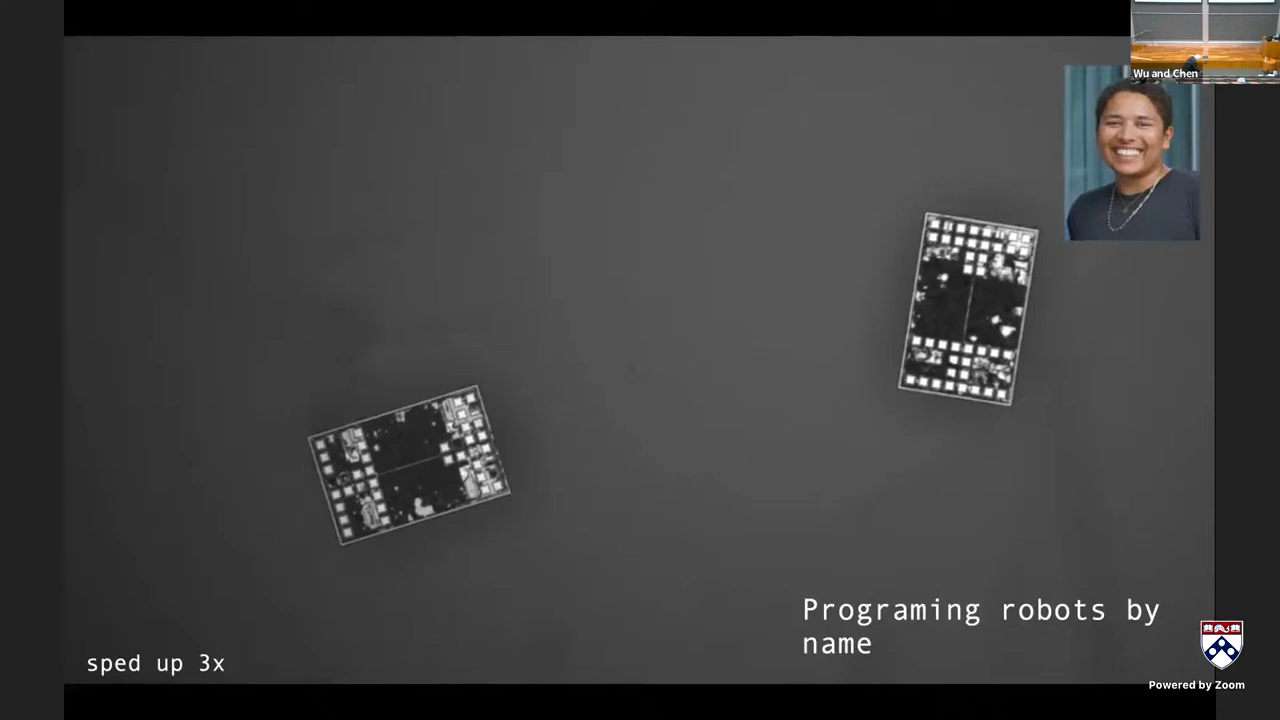 Wu and Chen
Programing robots by
name
sped up 3x
Powered by Zoom